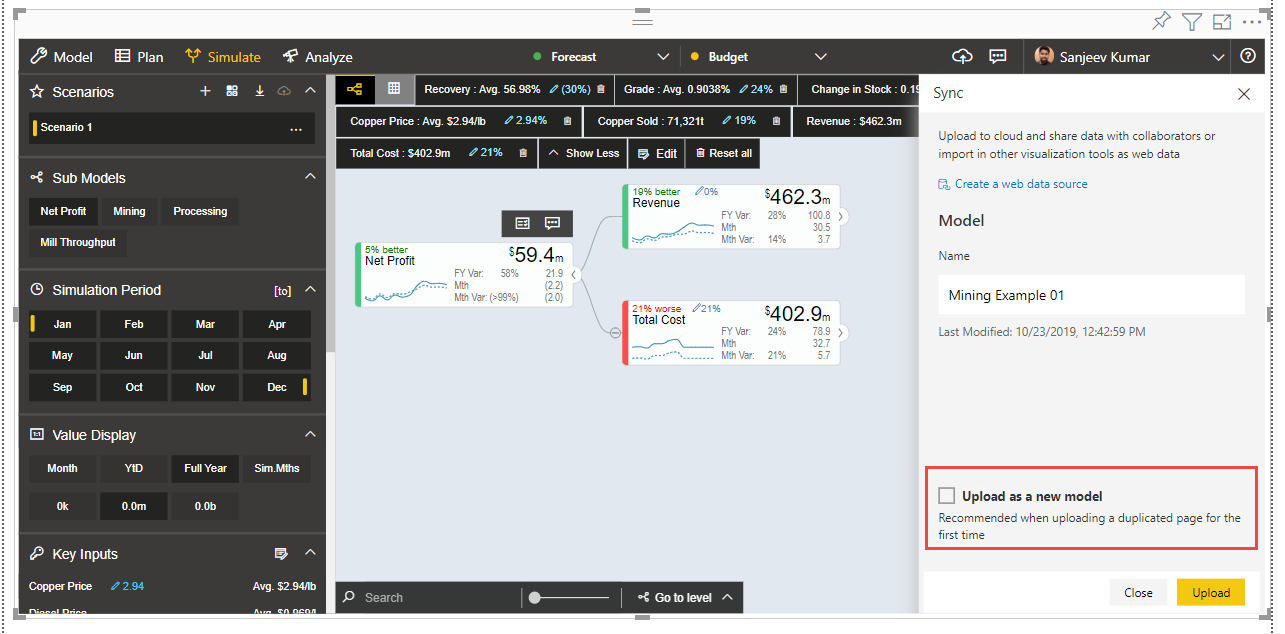 Model Plan Simulate Analyze Forecast Budget Sanjeev Kumar
Scenarios
Scenario 1
Sub Models
Net Profit Mining Processing
Mill Throughput
Simulation Period [to]
Jan Feb Mar Apr
May Jun Jul Aug
Sep Oct Nov Dec
Value Display
Month YtD Full Year Sim.Mths
0k 0.0m 0.0b
Key Inputs
Copper Price 2.94 Avg. $2.94/lb
Recovery : Avg. 56.98% (30%) Grade : Avg. 0.9038% 24% Change in Stock : 0.19
Copper Price : Avg. $2.94/lb 2.94% Copper Sold : 71,321t 19% Revenue : $462.3m
Total Cost : $402.9m 21% Show Less Edit Reset all
5% better
Net Profit $59.4m
FY Var: 58% 21.9
Mth (2.2)
Mth Var: (>99%) (2.0)
19% better 0%
Revenue $462.3m
FY Var: 28% 100.8
Mth 30.5
Mth Var: 14% 3.7
21% worse 21%
Total Cost $402.9m
FY Var: 24% 78.9
Mth 32.7
Mth Var: 21% 5.7
Search Go to level
Sync
Upload to cloud and share data with collaborators or
import in other visualization tools as web data
Create a web data source
Model
Name
Mining Example 01
Last Modified: 10/23/2019, 12:42:59 PM
Upload as a new model
Recommended when uploading a duplicated page for the
first time
Close Upload